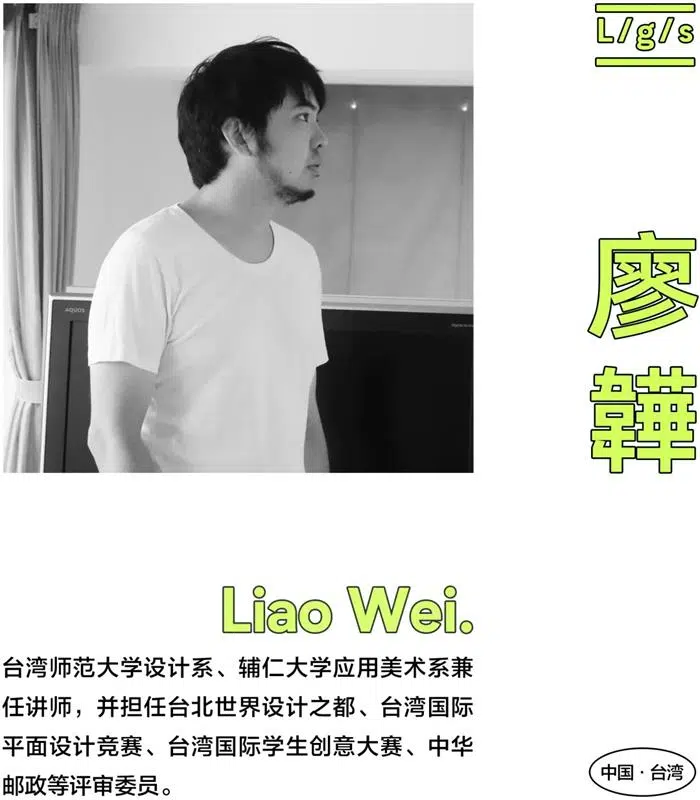 L/g/s
廖
韡
AQUOS
Liao Wei.
台湾师范大学设计系、辅仁大学应用美术系兼
任讲师，并担任台北世界设计之都、台湾国际
平面设计竞赛、台湾国际学生创意大赛、中华
邮政等评审委员。
中国·台湾